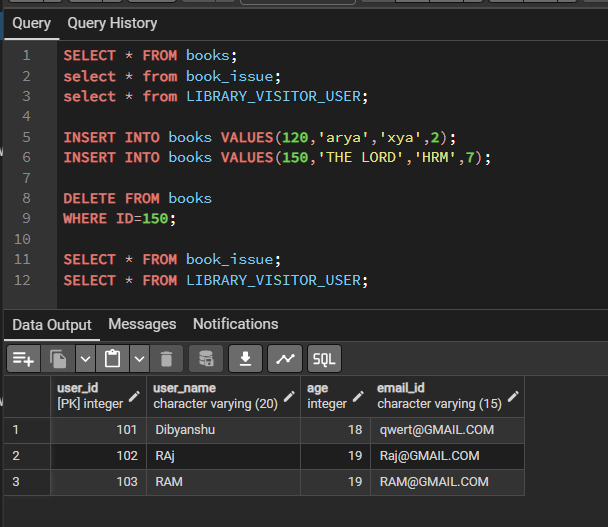 Query Query History
1 SELECT * FROM books;
2 select * from book_issue;
3 select * from LIBRARY_VISITOR_USER;
4
5 INSERT INTO books VALUES(120,'arya','xya',2);
6 INSERT INTO books VALUES(150,'THE LORD','HRM',7);
7
8 DELETE FROM books
9 WHERE ID=150;
10
11 SELECT * FROM book_issue;
12 SELECT * FROM LIBRARY_VISITOR_USER;
Data Output Messages Notifications
SQL
user_id user_name age email_id
[PK] integer character varying (20) integer character varying (15)
1 101 Dibyanshu 18 qwert@GMAIL.COM
2 102 RAj 19 Raj@GMAIL.COM
3 103 RAM 19 RAM@GMAIL.COM